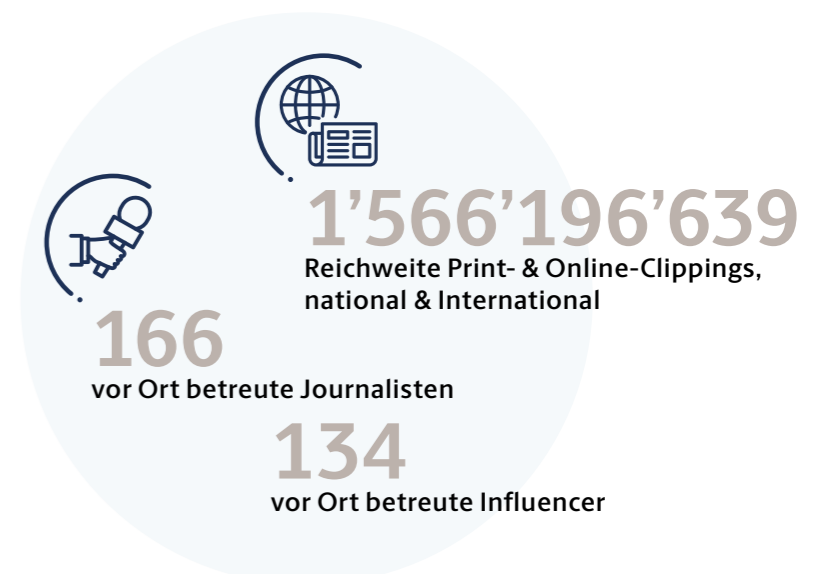 1’566’196’639
Reichweite Print- & Online-Clippings,
national & International
166
vor Ort betreute Journalisten
134
vor Ort betreute Influencer